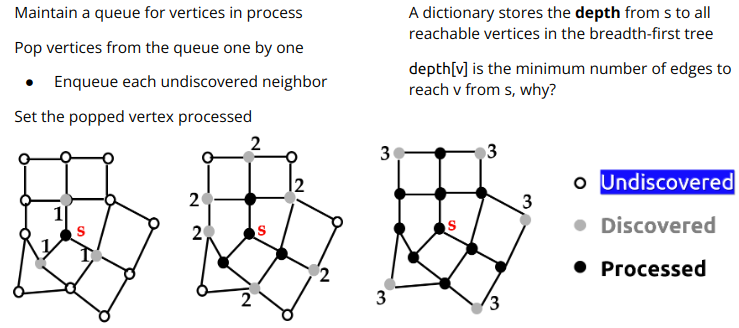 Maintain a queue for vertices in process
Pop vertices from the queue one by one
● Enqueue each undiscovered neighbor
Set the popped vertex processed
A dictionary stores the depth from s to all
reachable vertices in the breadth-first tree
depth[v] is the minimum number of edges to
reach v from s, why?
1
s
1
1
2
2
2
2
s
2
2
3
3
3
s
3
3
Undiscovered
Discovered
Processed